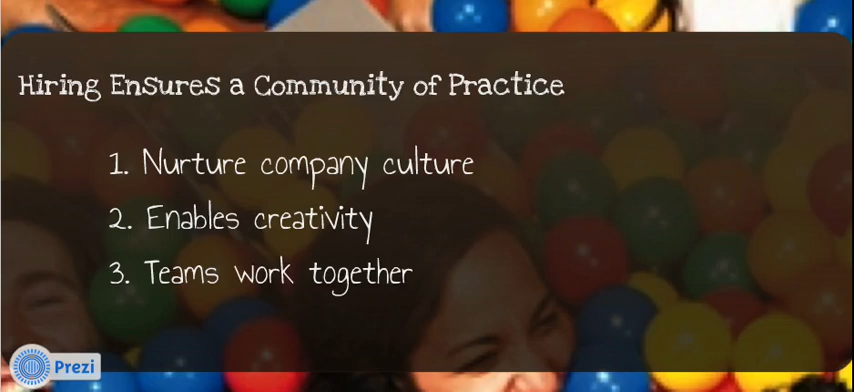 Hiring Ensures a Community of Practice
1. Nurture company culture
2. Enables creativity
3. Teams work together
Prezi